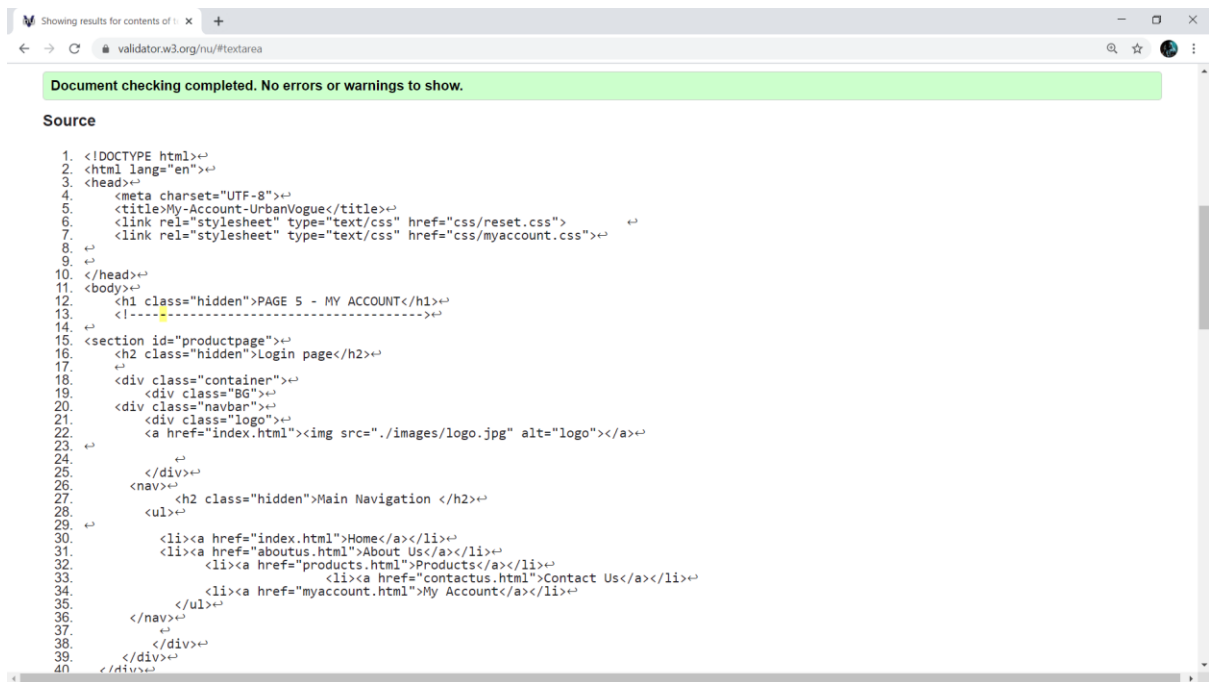 Showing results for contents of t
validator.w3.org/nu/#textarea
Document checking completed. No errors or warnings to show.
Source
1. <!DOCTYPE html>↩
2. <html lang="en">↩
3. <head>↩
4. <meta charset="UTF-8">↩
5. <title>My-Account-UrbanVogue</title>↩
6. <link rel="stylesheet" type="text/css" href="css/reset.css"> ↩
7. <link rel="stylesheet" type="text/css" href="css/myaccount.css">↩
8. ↩
9. ↩
10. </head>↩
11. <body>↩
12. <h1 class="hidden">PAGE 5 - MY ACCOUNT</h1>↩
13. <!--------------------------------------->↩
14. ↩
15. <section id="productpage">↩
16. <h2 class="hidden">Login page</h2>↩
17. ↩
18. <div class="container">↩
19. <div class="BG">↩
20. <div class="navbar">↩
21. <div class="logo">↩
22. <a href="index.html"><img src="./images/logo.jpg" alt="logo"></a>↩
23. ↩
24. ↩
25. </div>↩
26. <nav>↩
27. <h2 class="hidden">Main Navigation </h2>↩
28. <ul>↩
29. ↩
30. <li><a href="index.html">Home</a></li>↩
31. <li><a href="aboutus.html">About Us</a></li>↩
32. <li><a href="products.html">Products</a></li>↩
33. <li><a href="contactus.html">Contact Us</a></li>↩
34. <li><a href="myaccount.html">My Account</a></li>↩
35. </ul>↩
36. </nav>↩
37. ↩
38. </div>↩
39. </div>↩
40. </div>↩